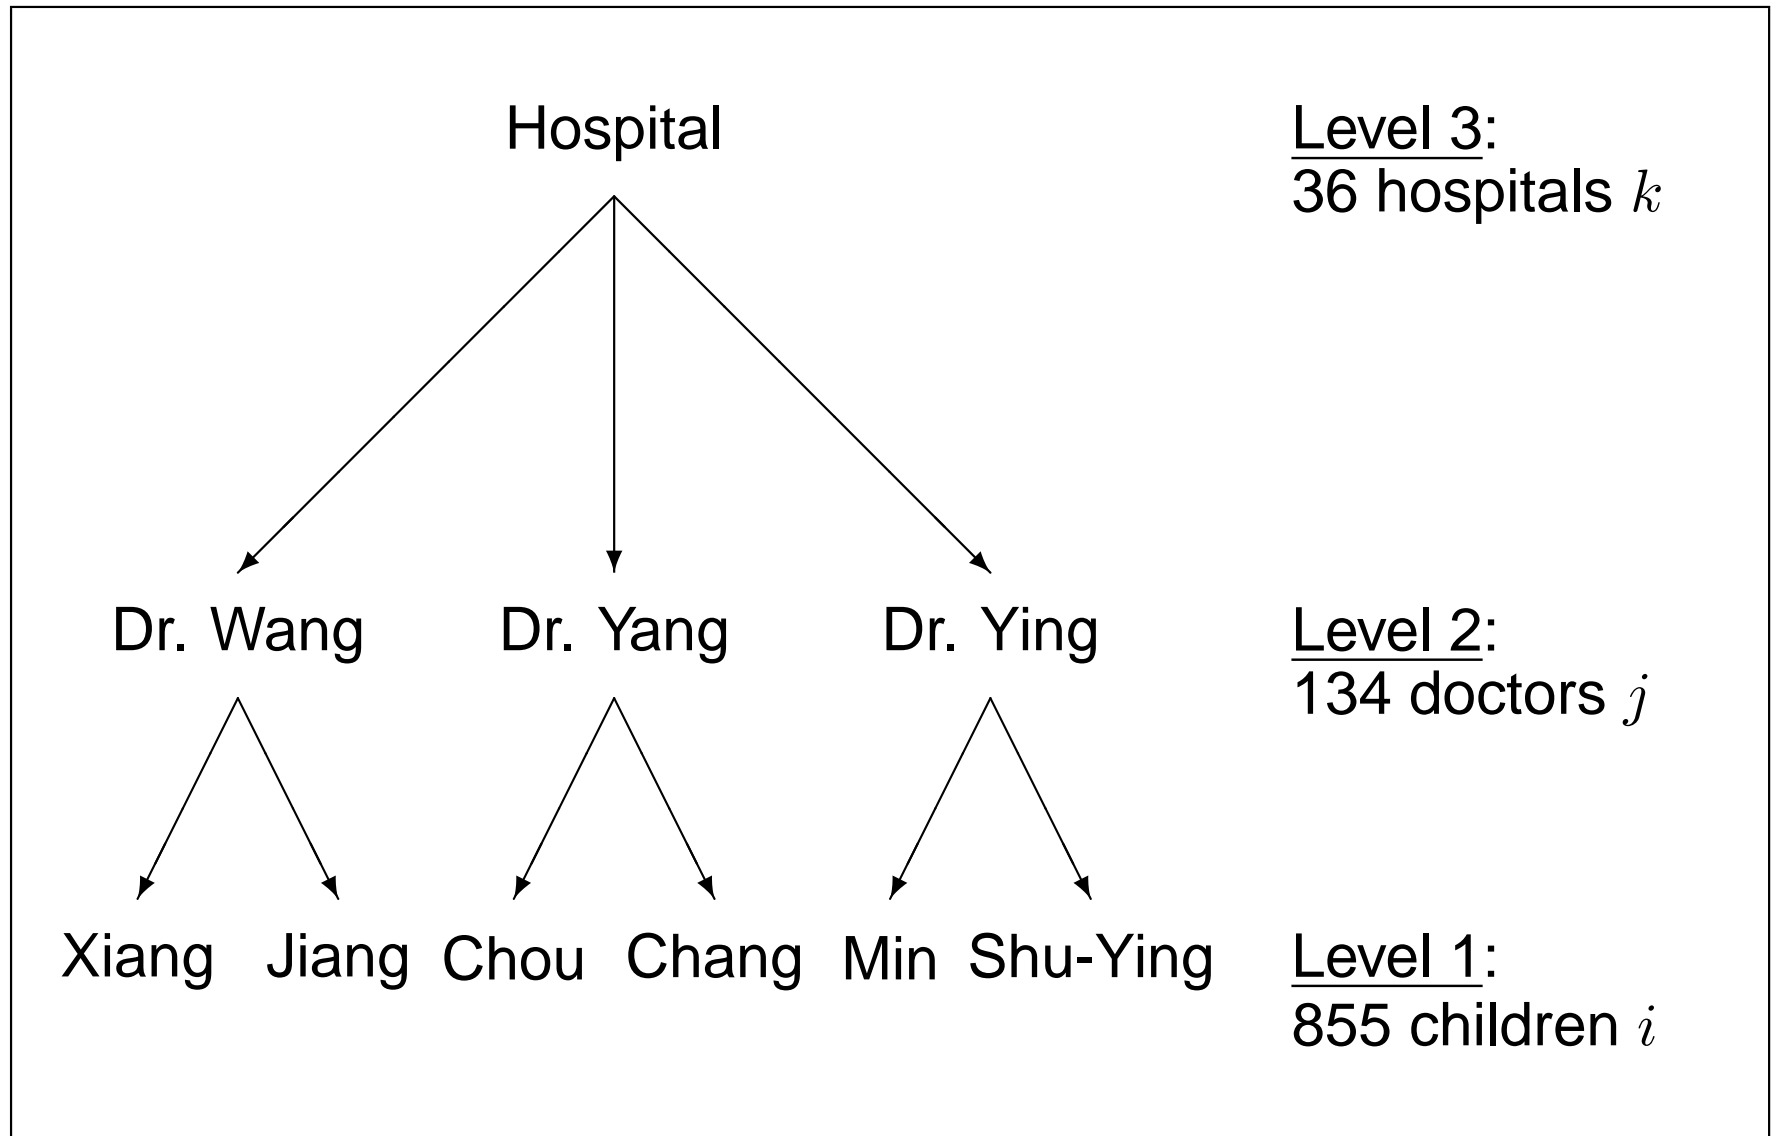 Hospital
Level 3:
36 hospitals k
Dr. Wang
Dr. Yang
Dr. Ying
Level 2:
134 doctors j
Xiang
Jiang
Chou
Chang
Min
Shu-Ying
Level 1:
855 children i